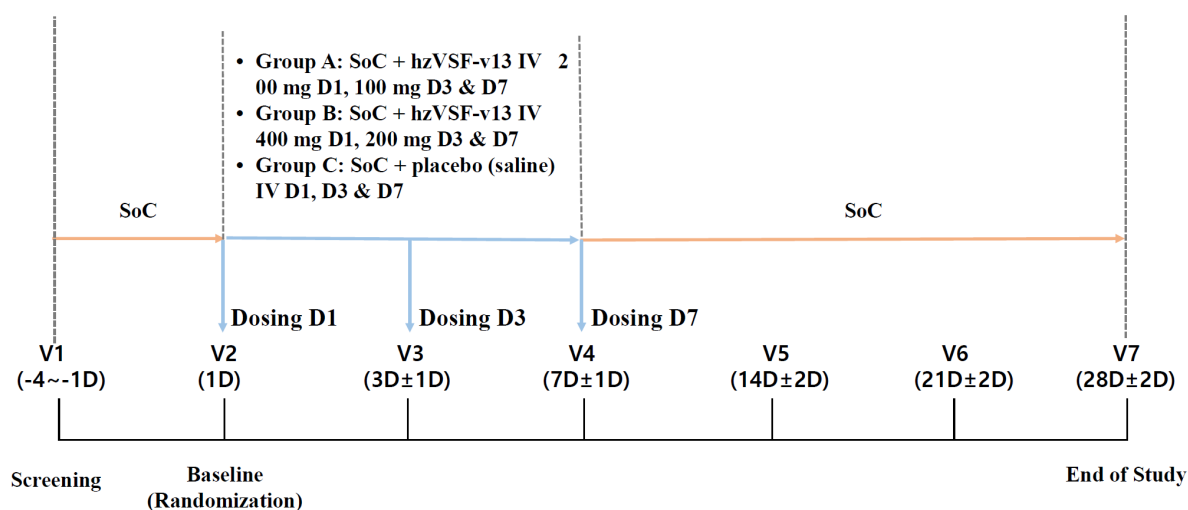 • Group A: SoC + hzVSF-v13 IV 2
00 mg D1, 100 mg D3 & D7
• Group B: SoC + hzVSF-v13 IV
400 mg D1, 200 mg D3 & D7
• Group C: SoC + placebo (saline)
IV D1, D3 & D7
SoC
SoC
Dosing D1
Dosing D3
Dosing D7
V1
(-4~-1D)
V2
(1D)
V3
(3D±1D)
V4
(7D±1D)
V5
(14D±2D)
V6
(21D±2D)
V7
(28D±2D)
Screening
Baseline
(Randomization)
End of Study